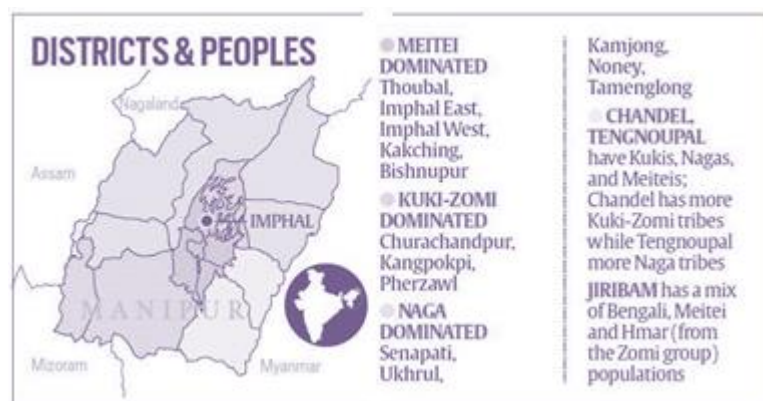 DISTRICTS & PEOPLES
Nagaland
Assam
IMPHAL
MANIPUR
Mizoram
Myanmar
MEITEI
DOMINATED
Thoubal,
Imphal East,
Imphal West,
Kakching,
Bishnupur
KUKI-ZOMI
DOMINATED
Churachandpur,
Kangpokpi,
Pherzawl
NAGA
DOMINATED
Senapati,
Ukhrul,
Kamjong,
Noney,
Tamenglong
CHANDEL,
TENGNOUPAL
have Kukis, Nagas,
and Meiteis;
Chandel has more
Kuki-Zomi tribes
while Tengnoupal
more Naga tribes
JIRIBAM has a mix
of Bengali, Meitei
and Hmar (from
the Zomi group)
populations